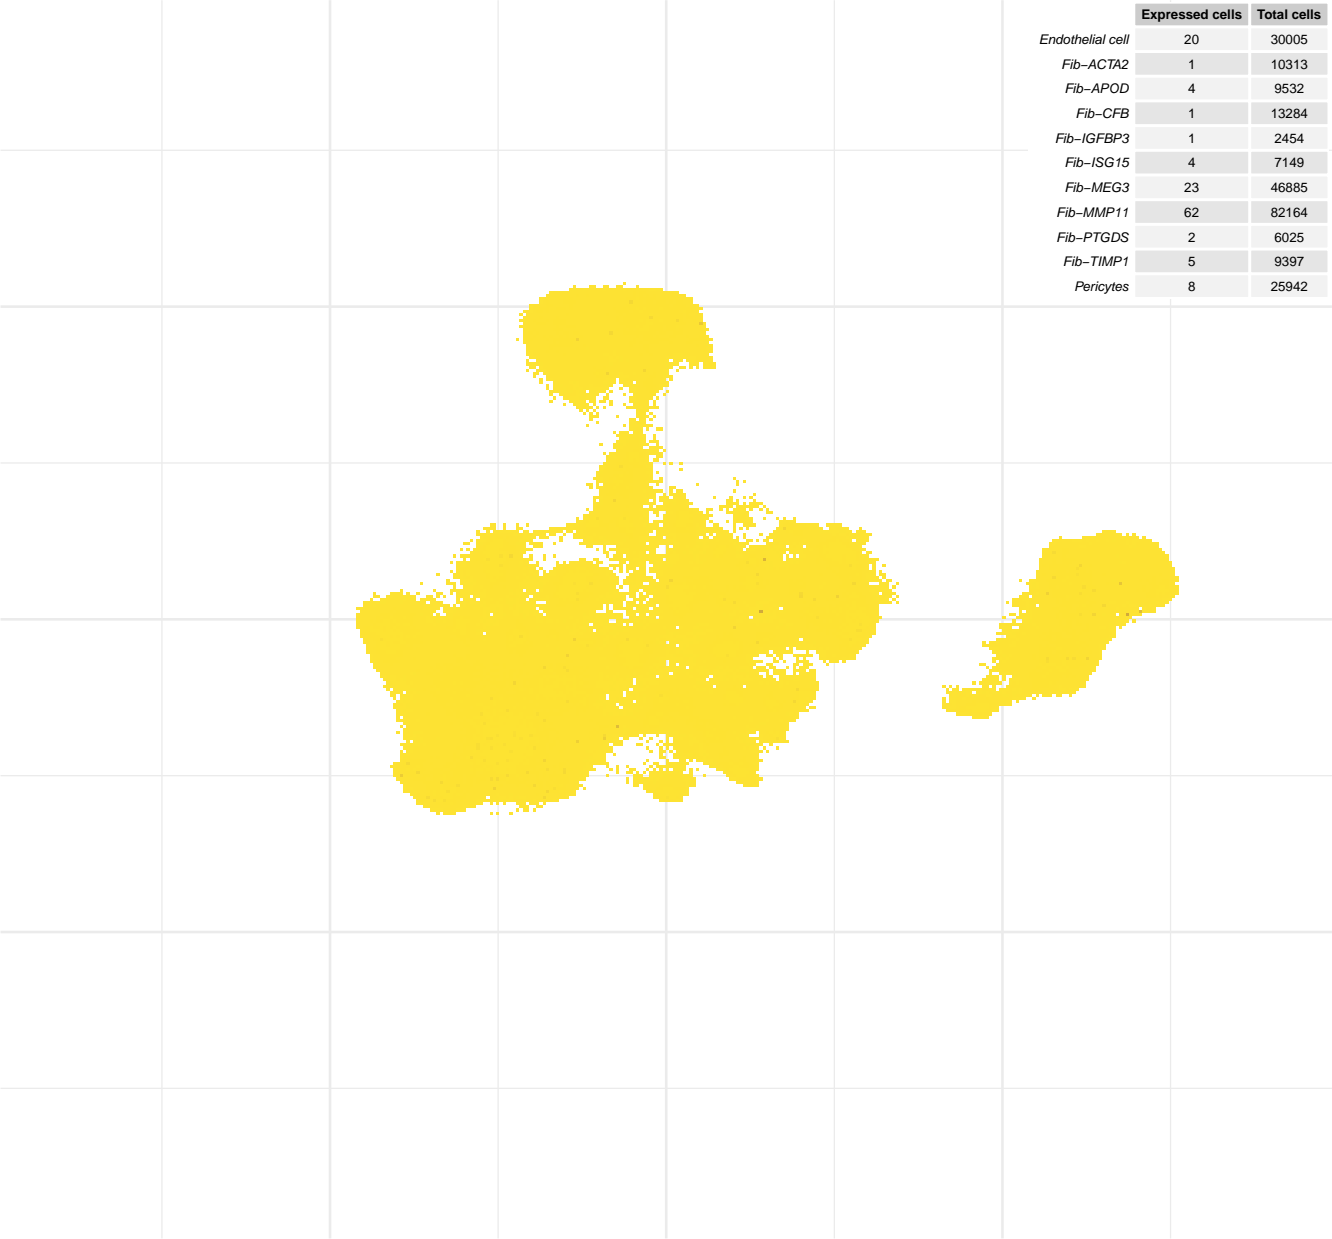 Expressed cells Total cells
Endothelial cell 20 30005
Fib−ACTA2 1 10313
Fib−APOD 4 9532
Fib−CFB 1 13284
Fib−IGFBP3 1 2454
Fib−ISG15 4 7149
Fib−MEG3 23 46885
Fib−MMP11 62 82164
Fib−PTGDS 2 6025
Fib−TIMP1 5 9397
Pericytes 8 25942